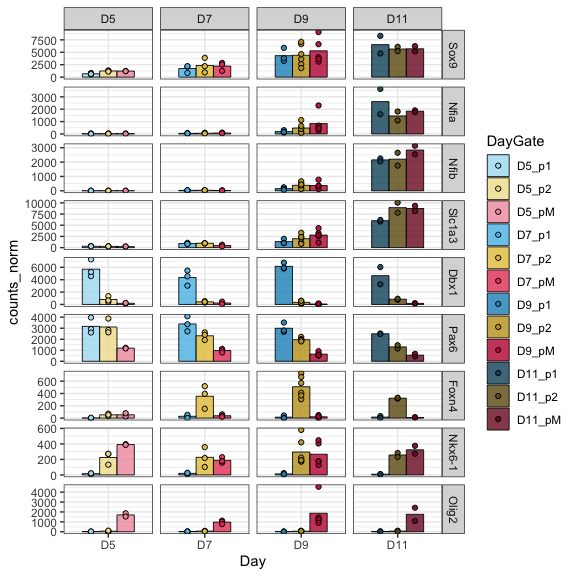 D5 D7 D9 D11
7500
5000
2500
0
Sox9
3000
2000
1000
0
Nfia
3000
2000
1000
0
Nfib
10000
7500
5000
2500
0
Slc1a3
6000
4000
2000
0
Dbx1
4000
3000
2000
1000
0
Pax6
600
400
200
0
Foxn4
600
400
200
0
Nkx6-1
4000
3000
2000
1000
0
Olig2
D5 D7 D9 D11
Day
counts_norm
DayGate
D5_p1
D5_p2
D5_pM
D7_p1
D7_p2
D7_pM
D9_p1
D9_p2
D9_pM
D11_p1
D11_p2
D11_pM